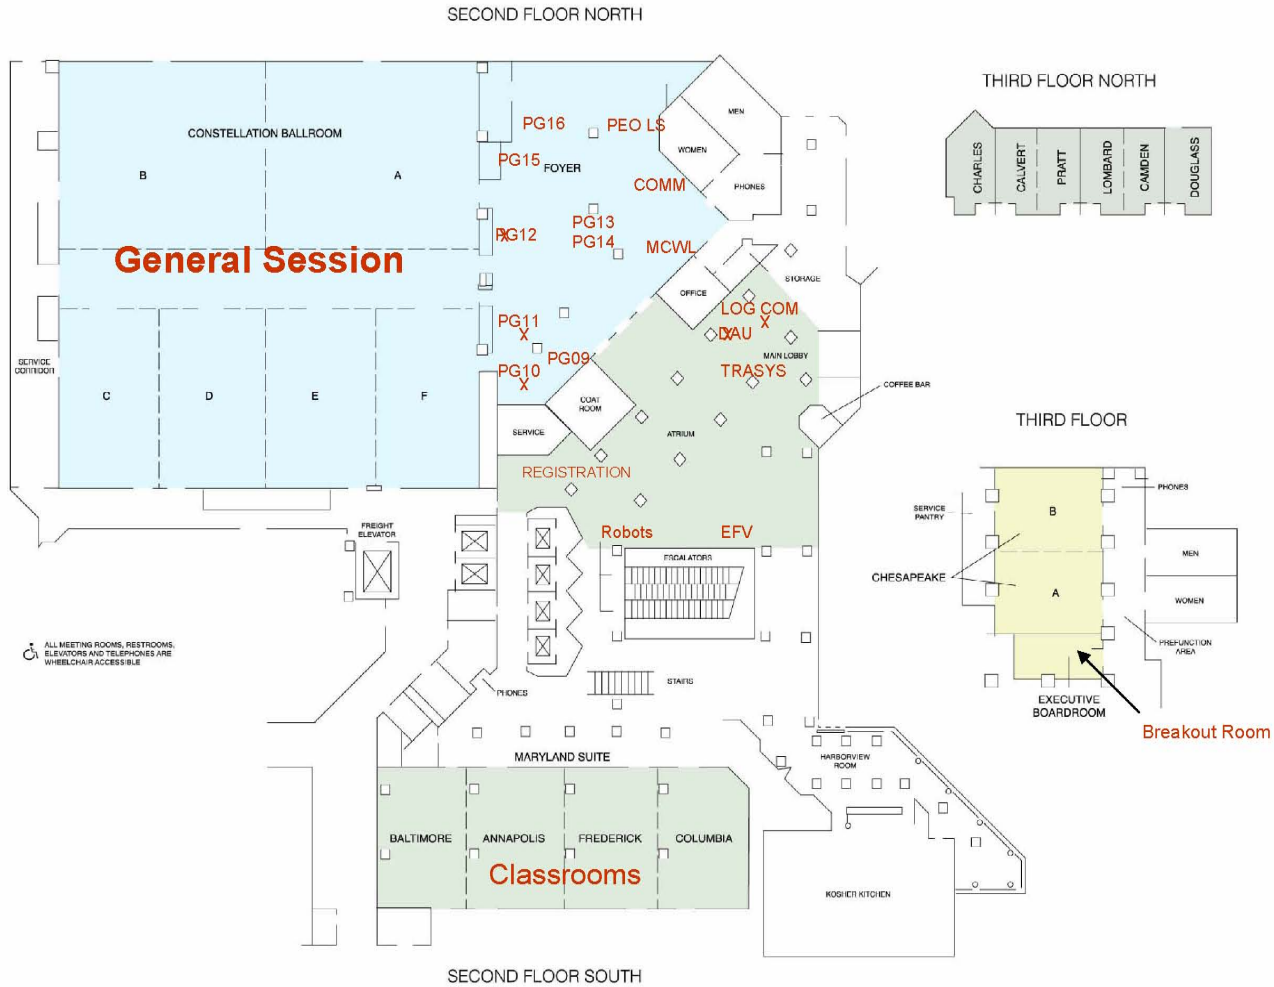 SECOND FLOOR NORTH
THIRD FLOOR NORTH
CONSTELLATION BALLROOM
B
A
PG16
PEO LS
MEN
WOMEN
PG15
FOYER
COMM
PHONES
CHARLES
CALVERT
PRATT
LOMBARD
CAMDEN
DOUGLASS
PG12
PG13
PG14
MCWL
General Session
OFFICE
STORAGE
LOG COM
X
PG11
X
DAU
MAIN LOBBY
PG09
PG10
X
TRASYS
SERVICE
CORRIDOR
C
D
E
F
COAT
ROOM
COFFEE BAR
SERVICE
ATRIUM
THIRD FLOOR
REGISTRATION
PHONES
SERVICE
PANTRY
B
FREIGHT
ELEVATOR
Robots
EFV
ESCALATORS
MEN
CHESAPEAKE
A
WOMEN
ALL MEETING ROOMS, RESTROOMS,
ELEVATORS AND TELEPHONES ARE
WHEELCHAIR ACCESSIBLE
PREFUNCTION
AREA
PHONES
STAIRS
EXECUTIVE
BOARDROOM
Breakout Room
MARYLAND SUITE
HARBORVIEW
ROOM
BALTIMORE
ANNAPOLIS
FREDERICK
COLUMBIA
Classrooms
KOSHER KITCHEN
SECOND FLOOR SOUTH